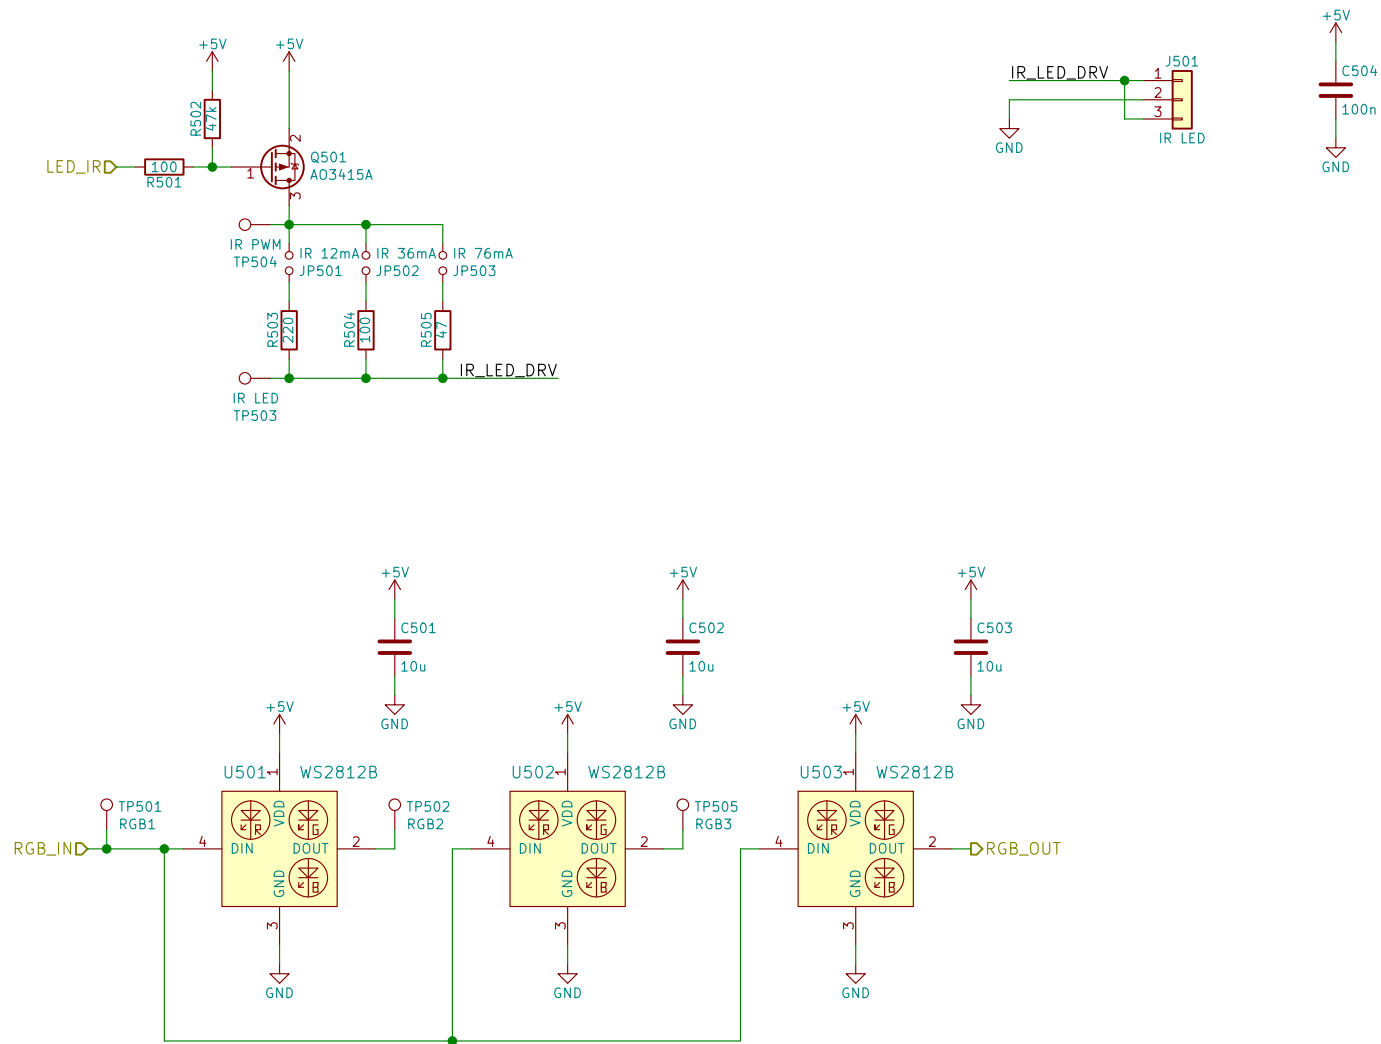 +5V
+5V
+5V
R502
47k
LED_IR
100
R501
1
2
3
Q501
AO3415A
IR_LED_DRV
J501
1
2
3
IR LED
GND
C504
100n
GND
IR PWM
TP504
IR 12mA
JP501
IR 36mA
JP502
IR 76mA
JP503
R503
220
R504
100
R505
47
IR_LED_DRV
IR LED
TP503
+5V
C501
10u
GND
+5V
C502
10u
GND
+5V
C503
10u
GND
+5V
U501
1
WS2812B
TP501
RGB1
RGB_IN
4
R
VDD
G
DIN
DOUT
GND
B
2
3
GND
TP502
RGB2
+5V
U502
1
WS2812B
4
R
VDD
G
DIN
DOUT
GND
B
2
3
GND
TP505
RGB3
+5V
U503
1
WS2812B
4
R
VDD
G
DIN
DOUT
GND
B
2
3
GND
RGB_OUT